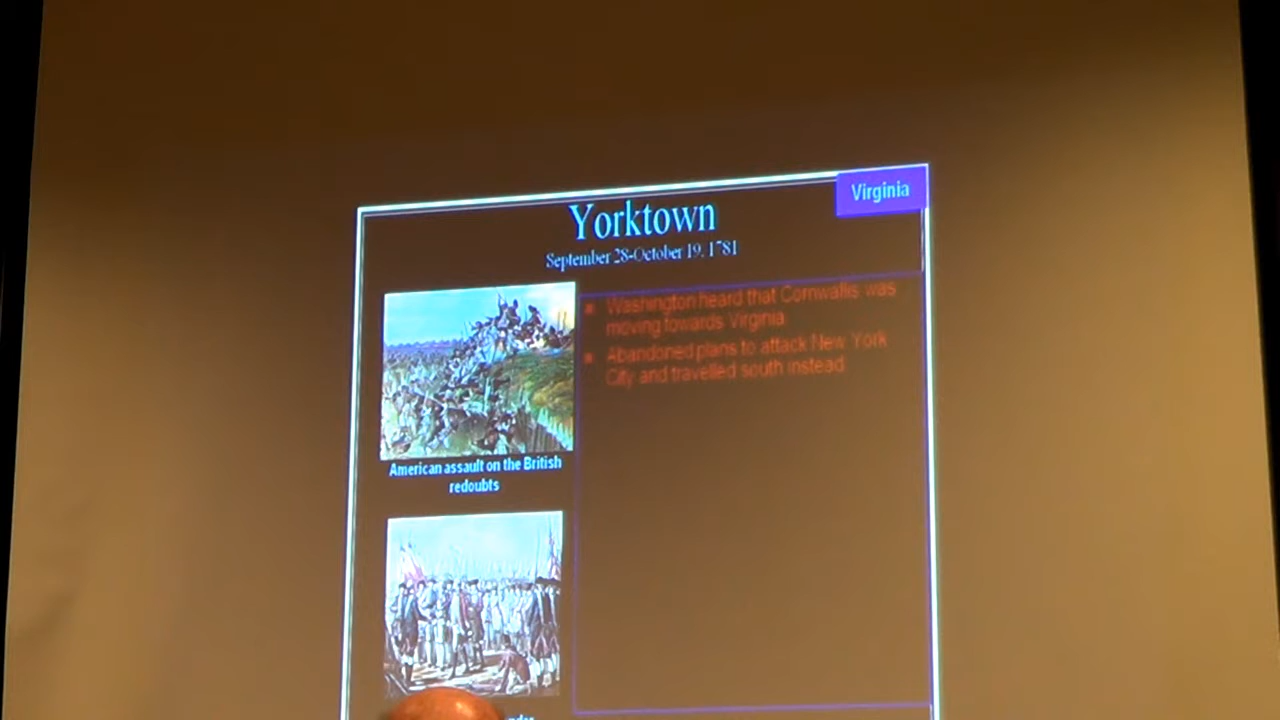 Virginia
Yorktown
September 28-October 19, 1781
Washington heard that Cornwallis was
moving towards Virginia
Abandoned plans to attack New York
City and travelled south instead
American assault on the British
redoubts